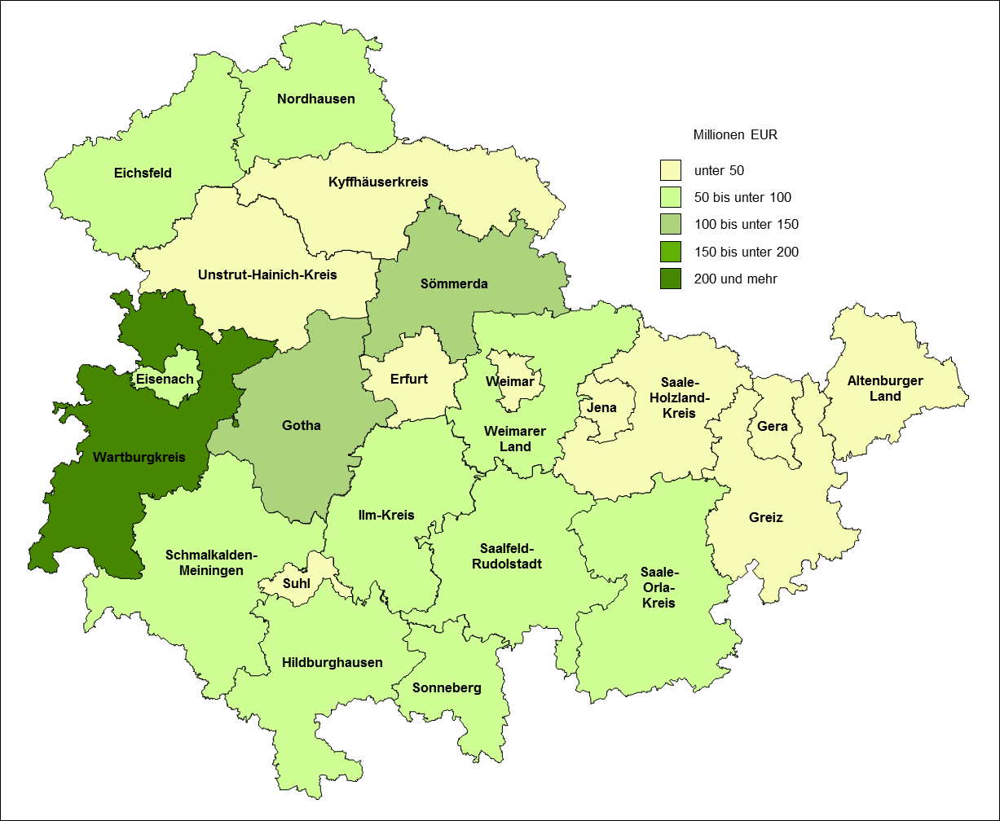 Nordhausen
Millionen EUR
Eichsfeld
unter 50
Kyffhäuserkreis
50 bis unter 100
100 bis unter 150
150 bis unter 200
Unstrut-Hainich-Kreis
Sömmerda
200 und mehr
Eisenach
Erfurt
Weimar
Saale-
Holzland-
Kreis
Altenburger
Land
Jena
Gotha
Gera
Weimarer
Land
Wartburgkreis
Ilm-Kreis
Greiz
Schmalkalden-
Meiningen
Saalfeld-
Rudolstadt
Suhl
Saale-
Orla-
Kreis
Hildburghausen
Sonneberg